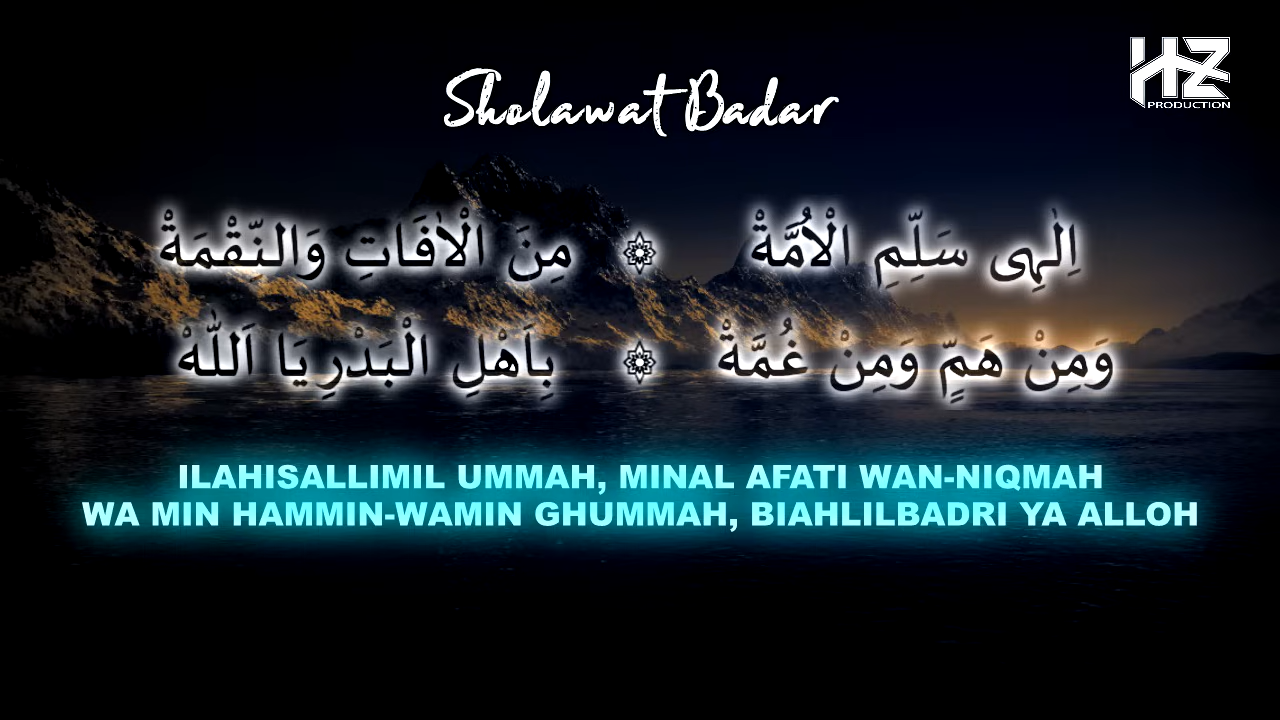 HZ
PRODUCTION
Sholawat Badar
اِلٰهِى سَلِّمِ الْاُمَّةْ ۞ مِنَ الْاٰفَاتِ وَالنِّقْمَةْ
وَمِنْ هَمٍّ وَمِنْ غُمَّةْ ۞ بِاَهْلِ الْبَدْرِ يَا اَللّٰهْ
ILAHISALLIMIL UMMAH, MINAL AFATI WAN-NIQMAH
WA MIN HAMMIN-WAMIN GHUMMAH, BIAHLILBADRI YA ALLOH